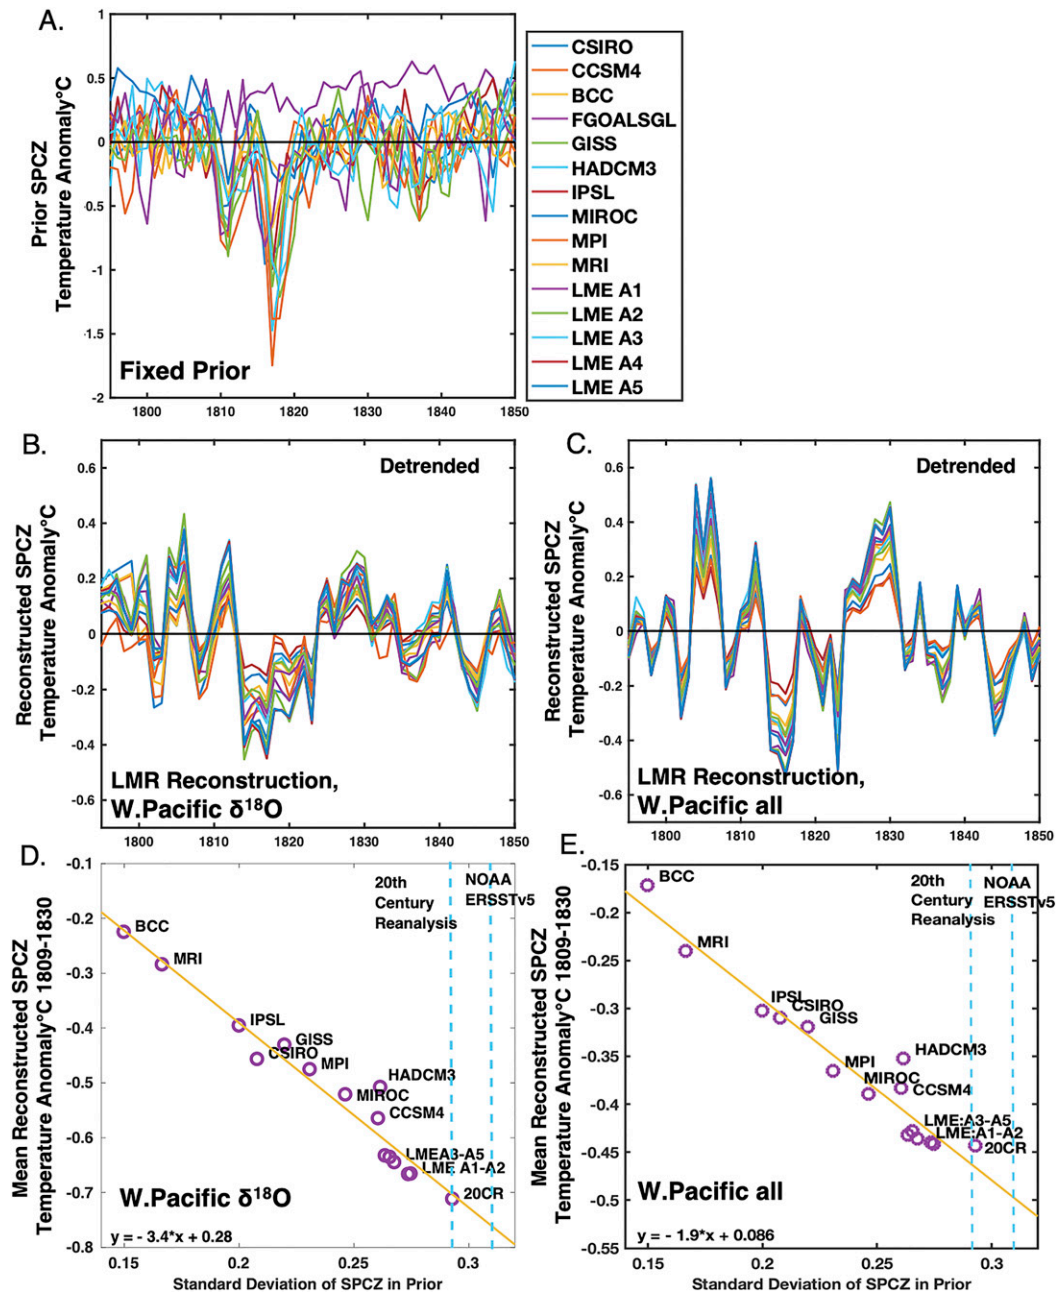 A.
Prior SPCZ
Temperature Anomaly°C
1
0.5
0
-0.5
-1
-1.5
-2
Fixed Prior
1800
1810
1820
1830
1840
1850
CSIRO
CCSM4
BCC
FGOALSGL
GISS
HADCM3
IPSL
MIROC
MPI
MRI
LME A1
LME A2
LME A3
LME A4
LME A5
B.
Reconstructed SPCZ
Temperature Anomaly°C
0.6
0.4
0.2
0
-0.2
-0.4
-0.6
Detrended
LMR Reconstruction,
W.Pacific δ¹⁸O
1800
1810
1820
1830
1840
1850
C.
Reconstructed SPCZ
Temperature Anomaly°C
0.6
0.4
0.2
0
-0.2
-0.4
-0.6
Detrended
LMR Reconstruction,
W.Pacific all
1800
1810
1820
1830
1840
1850
D.
Mean Reconstructed SPCZ
Temperature Anomaly°C 1809-1830
-0.1
-0.2
-0.3
-0.4
-0.5
-0.6
-0.7
-0.8
20th
Century
Reanalysis
NOAA
ERSSTv5
BCC
MRI
IPSL
GISS
CSIRO
MPI
HADCM3
MIROC
CCSM4
LMEA3-A5
LME A1-A2
20CR
W.Pacific δ¹⁸O
y = - 3.4*x + 0.28
0.15
0.2
0.25
0.3
Standard Deviation of SPCZ in Prior
E.
Mean Reconstructed SPCZ
Temperature Anomaly°C 1809-1830
-0.15
-0.2
-0.25
-0.3
-0.35
-0.4
-0.45
-0.5
-0.55
20th
Century
Reanalysis
NOAA
ERSSTv5
BCC
MRI
IPSL
CSIRO
GISS
HADCM3
MPI
MIROC
CCSM4
LME:A3-A5
LME:A1-A2
20CR
W.Pacific all
y = - 1.9*x + 0.086
0.15
0.2
0.25
0.3
Standard Deviation of SPCZ in Prior